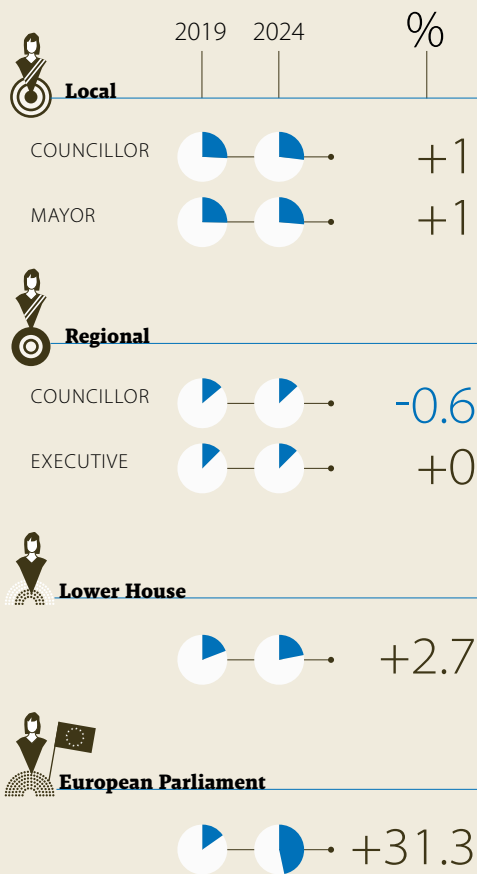 2019 2024 %
Local
COUNCILLOR +1
MAYOR +1
Regional
COUNCILLOR -0.6
EXECUTIVE +0
Lower House
+2.7
European Parliament
+31.3